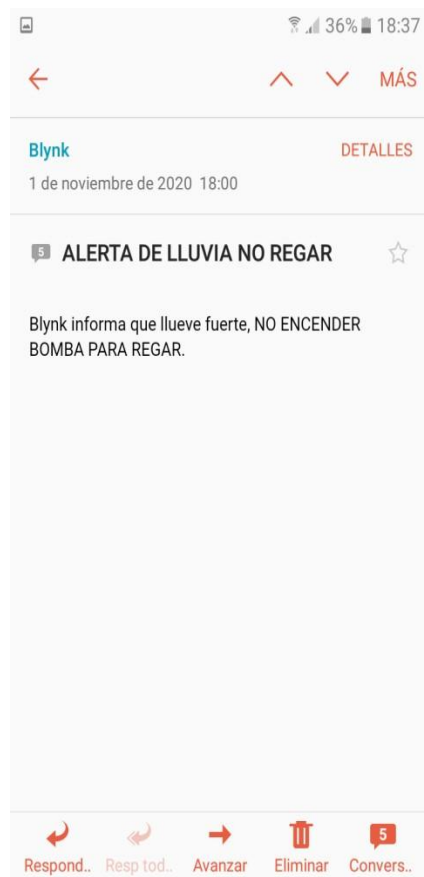 36% 18:37
MÁS
Blynk DETALLES
1 de noviembre de 2020 18:00
5 ALERTA DE LLUVIA NO REGAR
Blynk informa que llueve fuerte, NO ENCENDER
BOMBA PARA REGAR.
5
Respond.. Resp tod.. Avanzar Eliminar Convers..